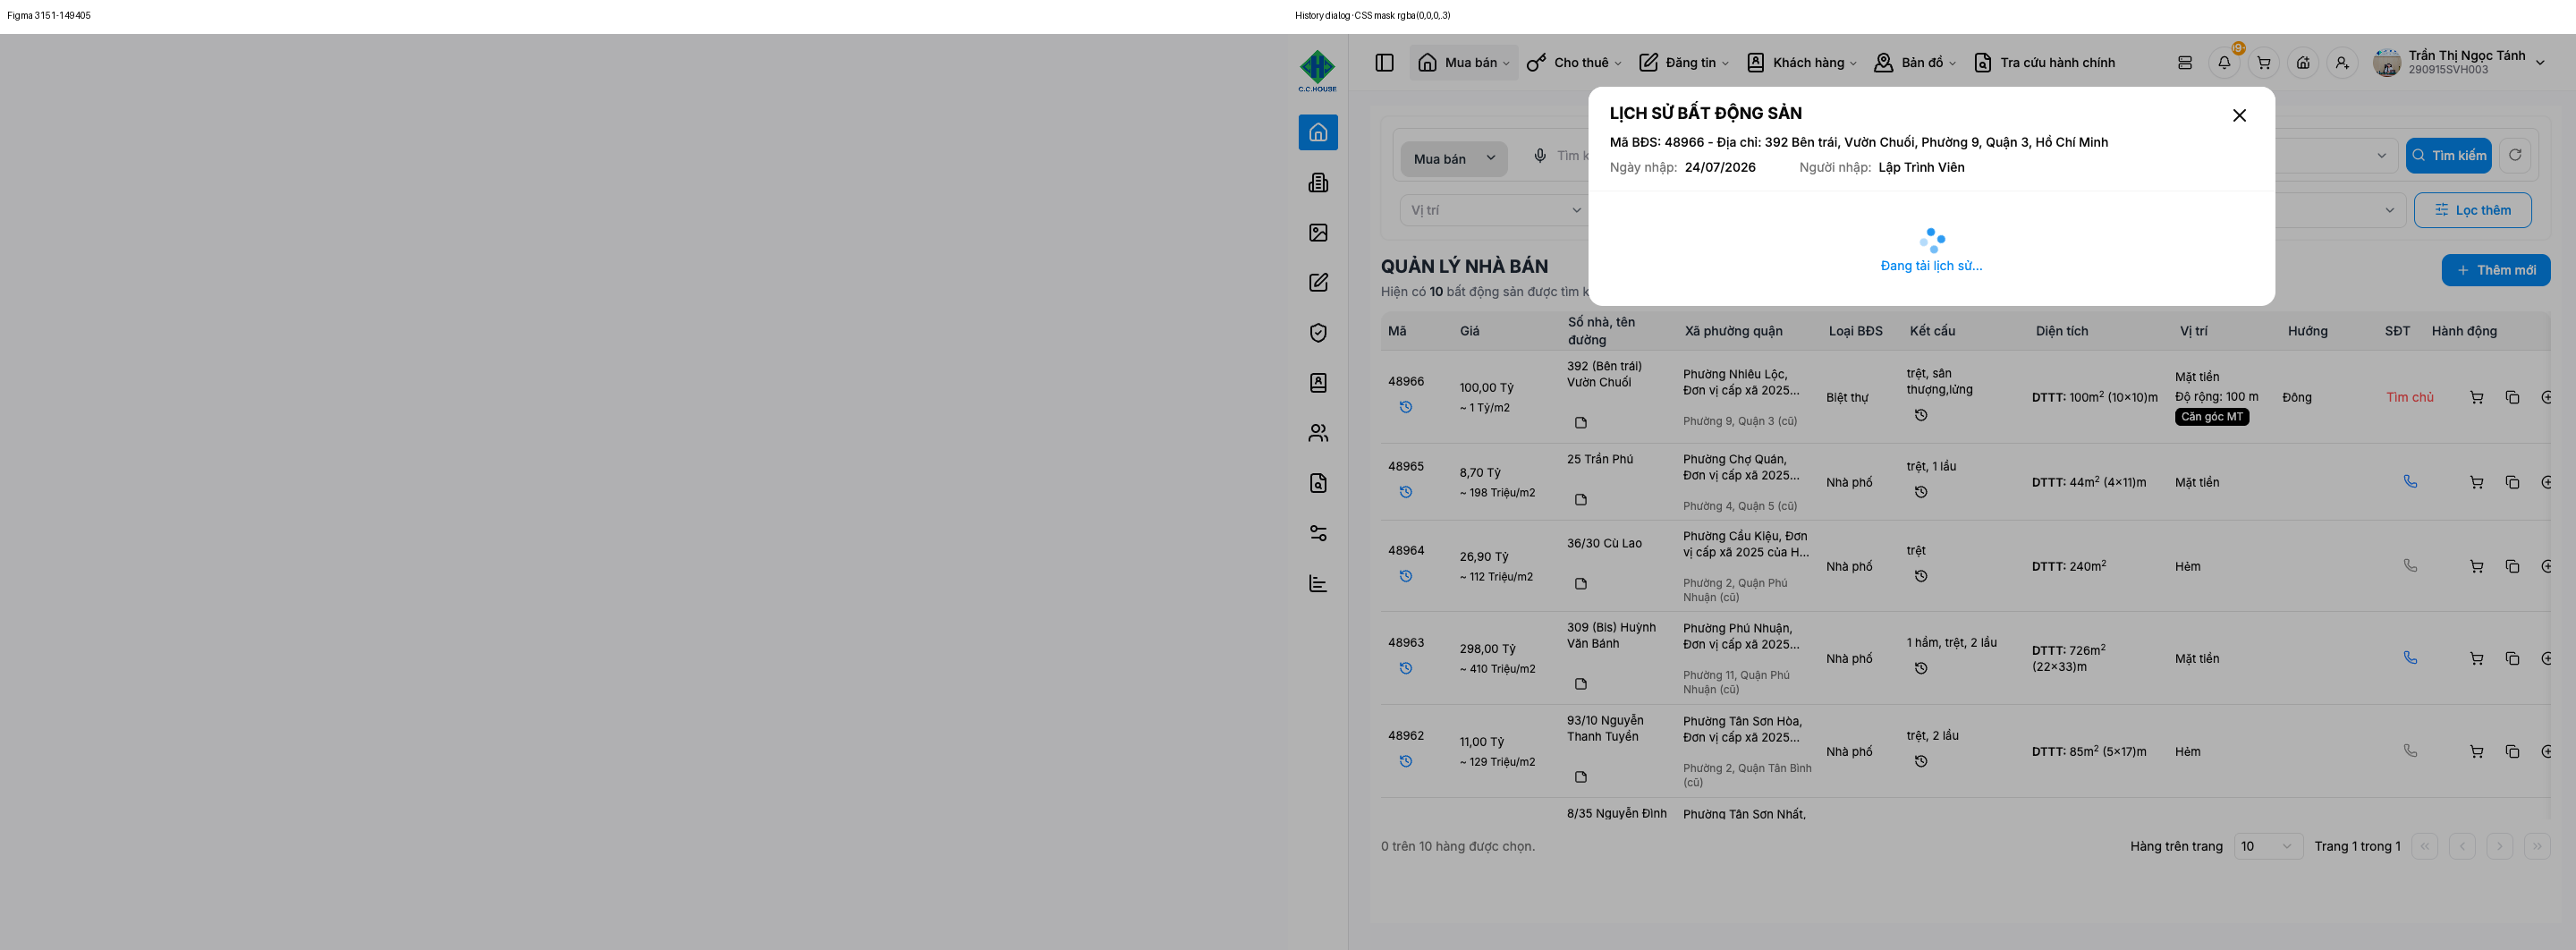 Figma 3151-149405
History dialog · CSS mask rgba(0,0,0,.3)
C.C.HOUSE
Mua bán
Cho thuê
Đăng tin
Khách hàng
Bản đồ
Tra cứu hành chính
Trần Thị Ngọc Tánh
290915SVH003
LỊCH SỬ BẤT ĐỘNG SẢN
Mã BĐS: 48966 - Địa chỉ: 392 Bên trái, Vườn Chuối, Phường 9, Quận 3, Hồ Chí Minh
Ngày nhập: 24/07/2026 Người nhập: Lập Trình Viên
Đang tải lịch sử...
Mua bán
Tìm k
Tìm kiếm
Vị trí
Lọc thêm
QUẢN LÝ NHÀ BÁN
Hiện có 10 bất động sản được tìm k
Thêm mới
Mã Giá Số nhà, tên đường Xã phường quận Loại BĐS Kết cấu Diện tích Vị trí Hướng SĐT Hành động
48966
100,00 Tỷ
~ 1 Tỷ/m2
392 (Bên trái)
Vườn Chuối
Phường Nhiêu Lộc,
Đơn vị cấp xã 2025...
Phường 9, Quận 3 (cũ)
Biệt thự
trệt, sân
thượng,lửng
DTTT: 100m2 (10x10)m
Mặt tiền
Độ rộng: 100 m
Căn góc MT
Đông
Tìm chủ
48965
8,70 Tỷ
~ 198 Triệu/m2
25 Trần Phú
Phường Chợ Quán,
Đơn vị cấp xã 2025...
Phường 4, Quận 5 (cũ)
Nhà phố
trệt, 1 lầu
DTTT: 44m2 (4x11)m
Mặt tiền
48964
26,90 Tỷ
~ 112 Triệu/m2
36/30 Cù Lao
Phường Cầu Kiệu, Đơn
vị cấp xã 2025 của H...
Phường 2, Quận Phú
Nhuận (cũ)
Nhà phố
trệt
DTTT: 240m2
Hẻm
48963
298,00 Tỷ
~ 410 Triệu/m2
309 (Bis) Huỳnh
Văn Bánh
Phường Phú Nhuận,
Đơn vị cấp xã 2025...
Phường 11, Quận Phú
Nhuận (cũ)
Nhà phố
1 hầm, trệt, 2 lầu
DTTT: 726m2
(22x33)m
Mặt tiền
48962
11,00 Tỷ
~ 129 Triệu/m2
93/10 Nguyễn
Thanh Tuyền
Phường Tân Sơn Hòa,
Đơn vị cấp xã 2025...
Phường 2, Quận Tân Bình
(cũ)
Nhà phố
trệt, 2 lầu
DTTT: 85m2 (5x17)m
Hẻm
8/35 Nguyễn Đình
Phường Tân Sơn Nhất,
0 trên 10 hàng được chọn.
Hàng trên trang 10 Trang 1 trong 1